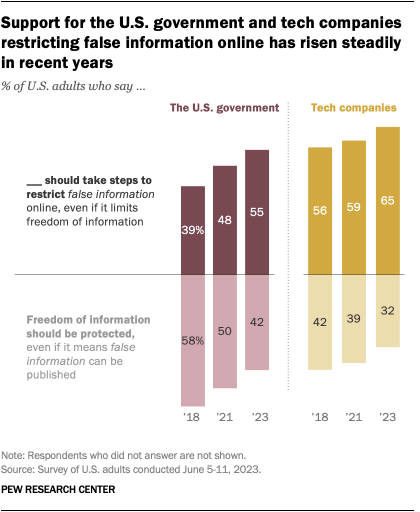 Support for the U.S. government and tech companies
restricting false information online has risen steadily
in recent years
% of U.S. adults who say ...
The U.S. government
Tech companies
___ should take steps to
restrict false information
online, even if it limits
freedom of information
39% 48 55
56 59 65
Freedom of information
should be protected,
even if it means false
information can be
published
58% 50 42
42 39 32
’18 ’21 ’23
’18 ’21 ’23
Note: Respondents who did not answer are not shown.
Source: Survey of U.S. adults conducted June 5-11, 2023.
PEW RESEARCH CENTER